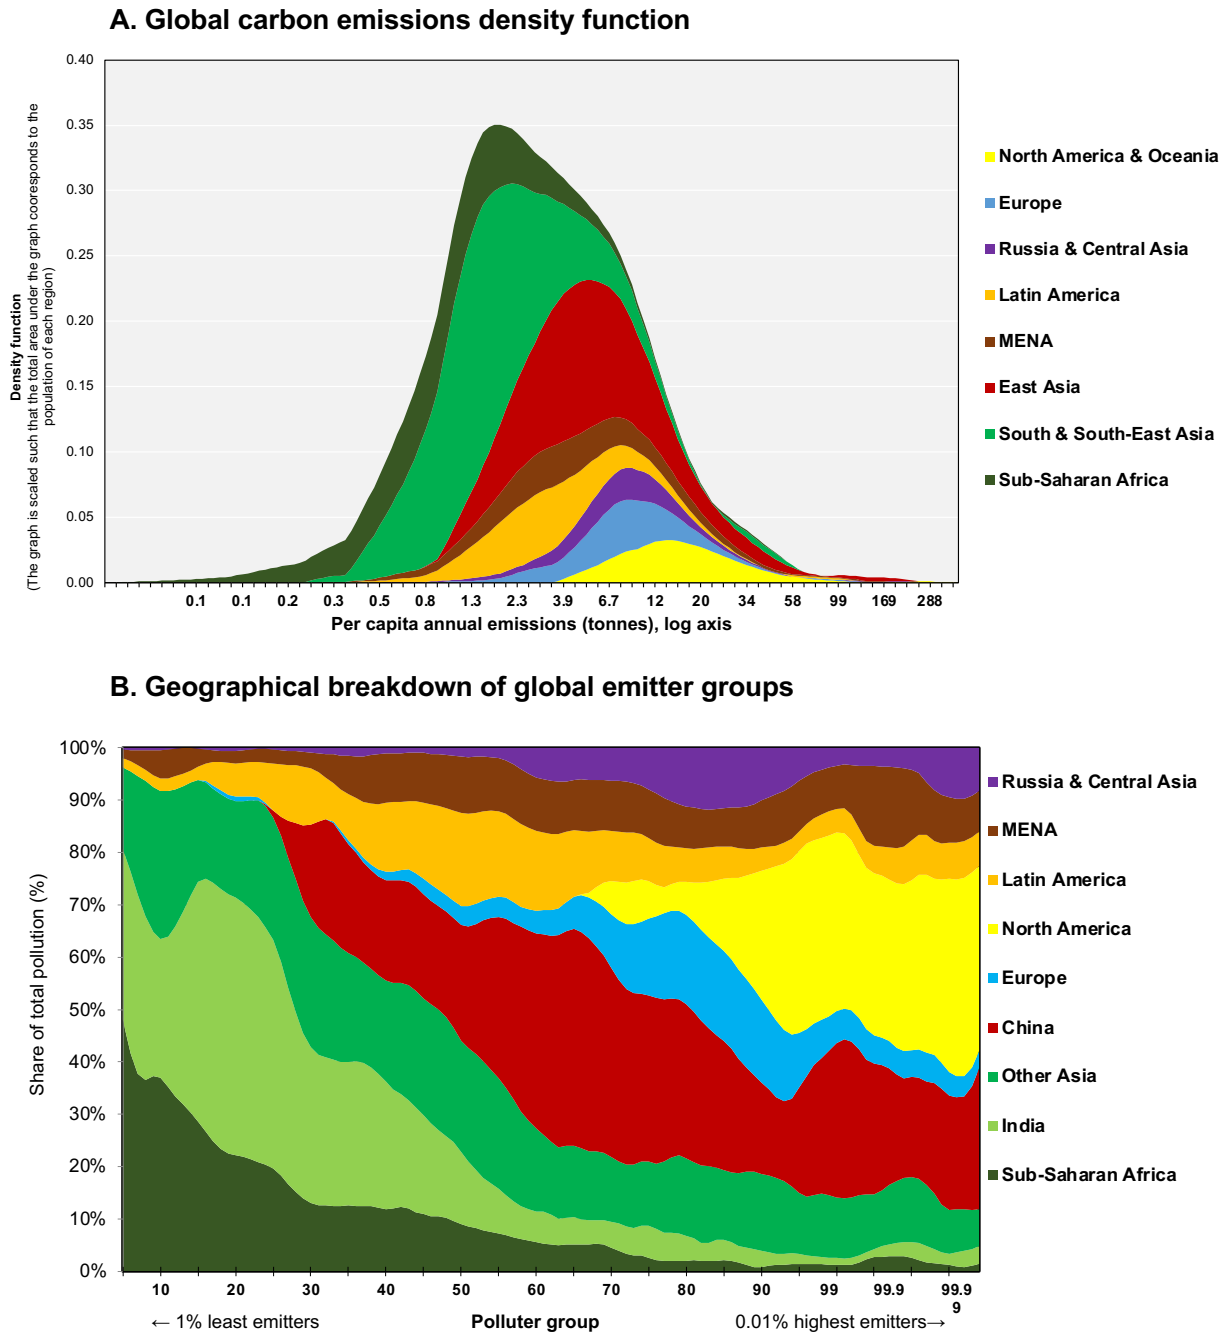 A. Global carbon emissions density function
Density function
(The graph is scaled such that the total area under the graph cooresponds to the
population of each region)
0.40
0.35
0.30
0.25
0.20
0.15
0.10
0.05
0.00
0.1 0.1 0.2 0.3 0.5 0.8 1.3 2.3 3.9 6.7 12 20 34 58 99 169 288
Per capita annual emissions (tonnes), log axis
North America & Oceania
Europe
Russia & Central Asia
Latin America
MENA
East Asia
South & South-East Asia
Sub-Saharan Africa
B. Geographical breakdown of global emitter groups
Share of total pollution (%)
100%
90%
80%
70%
60%
50%
40%
30%
20%
10%
0%
10 20 30 40 50 60 70 80 90 99 99.9 99.9
9
← 1% least emitters Polluter group 0.01% highest emitters→
Russia & Central Asia
MENA
Latin America
North America
Europe
China
Other Asia
India
Sub-Saharan Africa